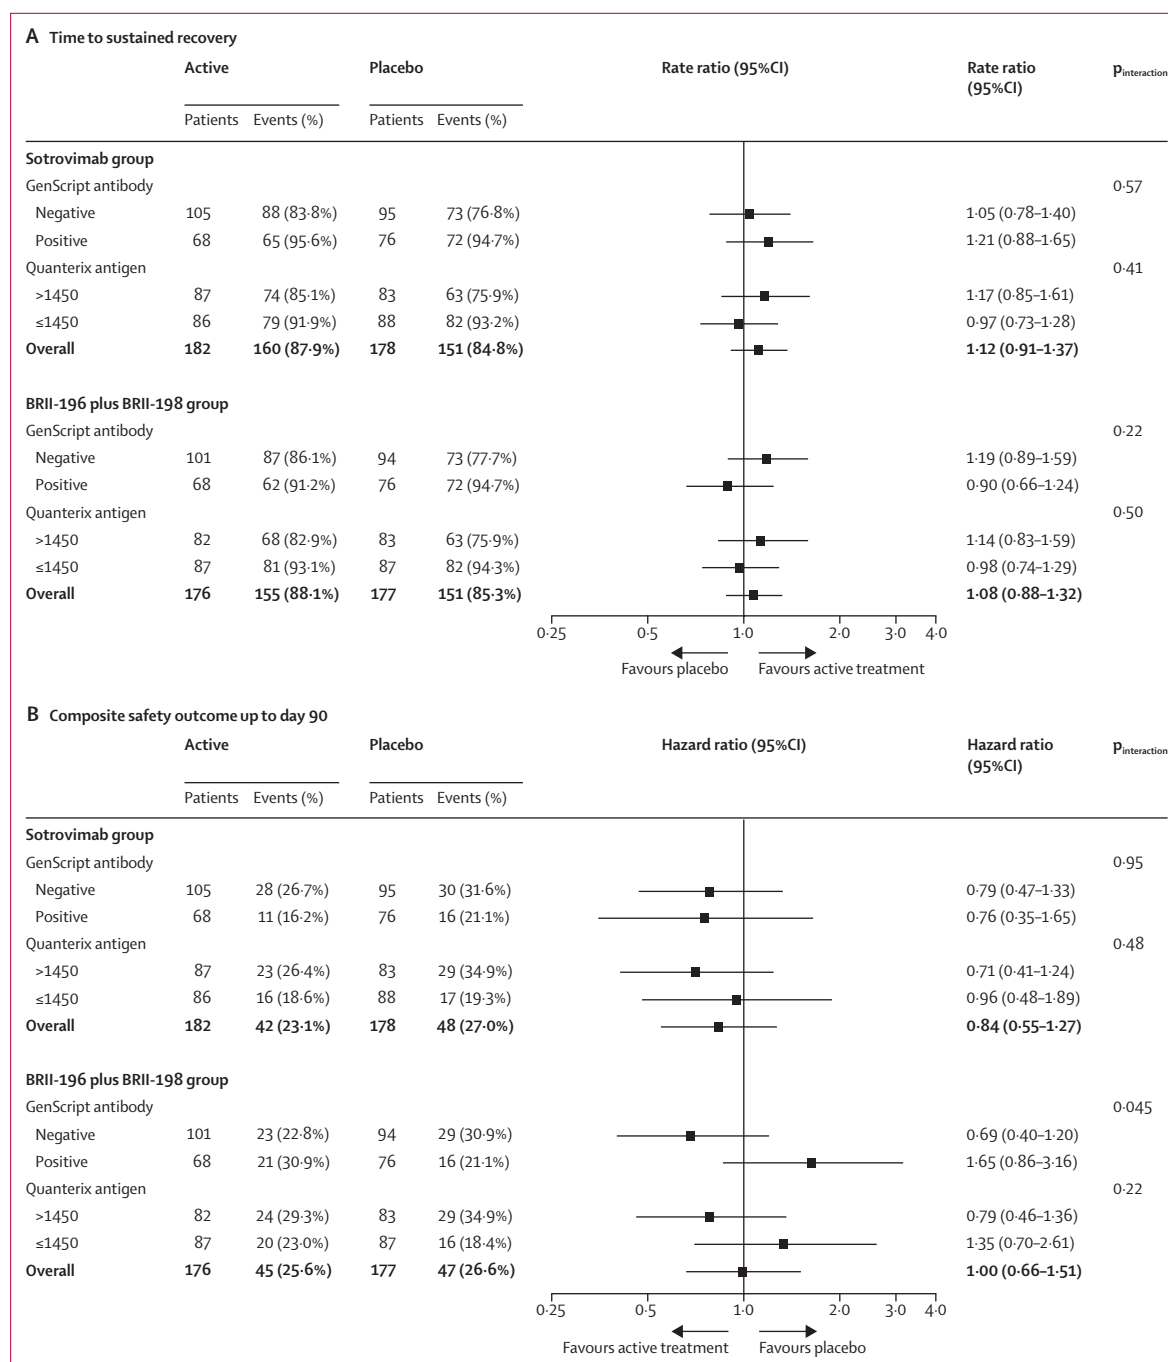 A Time to sustained recovery
Active Placebo Rate ratio (95%CI) Rate ratio (95%CI) pinteraction
Patients Events (%) Patients Events (%)
Sotrovimab group
GenScript antibody 0·57
Negative 105 88 (83·8%) 95 73 (76·8%) 1·05 (0·78–1·40)
Positive 68 65 (95·6%) 76 72 (94·7%) 1·21 (0·88–1·65)
Quanterix antigen 0·41
>1450 87 74 (85·1%) 83 63 (75·9%) 1·17 (0·85–1·61)
≤1450 86 79 (91·9%) 88 82 (93·2%) 0·97 (0·73–1·28)
Overall 182 160 (87·9%) 178 151 (84·8%) 1·12 (0·91–1·37)
BRII-196 plus BRII-198 group
GenScript antibody 0·22
Negative 101 87 (86·1%) 94 73 (77·7%) 1·19 (0·89–1·59)
Positive 68 62 (91·2%) 76 72 (94·7%) 0·90 (0·66–1·24)
Quanterix antigen 0·50
>1450 82 68 (82·9%) 83 63 (75·9%) 1·14 (0·83–1·59)
≤1450 87 81 (93·1%) 87 82 (94·3%) 0·98 (0·74–1·29)
Overall 176 155 (88·1%) 177 151 (85·3%) 1·08 (0·88–1·32)
0·25 0·5 1·0 2·0 3·0 4·0
Favours placebo Favours active treatment
B Composite safety outcome up to day 90
Active Placebo Hazard ratio (95%CI) Hazard ratio (95%CI) pinteraction
Patients Events (%) Patients Events (%)
Sotrovimab group
GenScript antibody 0·95
Negative 105 28 (26·7%) 95 30 (31·6%) 0·79 (0·47–1·33)
Positive 68 11 (16·2%) 76 16 (21·1%) 0·76 (0·35–1·65)
Quanterix antigen 0·48
>1450 87 23 (26·4%) 83 29 (34·9%) 0·71 (0·41–1·24)
≤1450 86 16 (18·6%) 88 17 (19·3%) 0·96 (0·48–1·89)
Overall 182 42 (23·1%) 178 48 (27·0%) 0·84 (0·55–1·27)
BRII-196 plus BRII-198 group
GenScript antibody 0·045
Negative 101 23 (22·8%) 94 29 (30·9%) 0·69 (0·40–1·20)
Positive 68 21 (30·9%) 76 16 (21·1%) 1·65 (0·86–3·16)
Quanterix antigen 0·22
>1450 82 24 (29·3%) 83 29 (34·9%) 0·79 (0·46–1·36)
≤1450 87 20 (23·0%) 87 16 (18·4%) 1·35 (0·70–2·61)
Overall 176 45 (25·6%) 177 47 (26·6%) 1·00 (0·66–1·51)
0·25 0·5 1·0 2·0 3·0 4·0
Favours active treatment Favours placebo